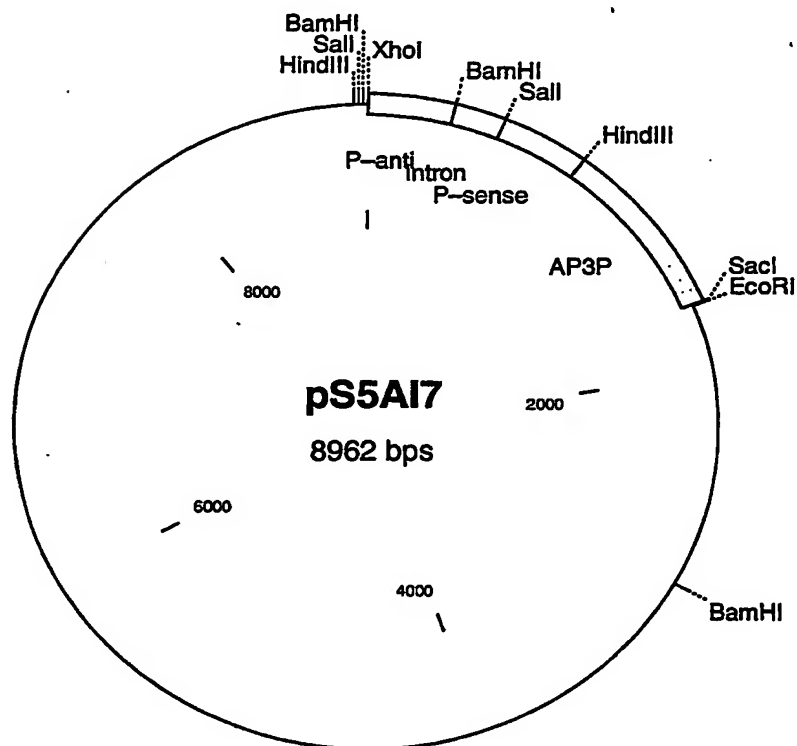 BamHI
SalI
XhoI
HindIII
BamHI
SalI
HindIII
P–anti
intron
P–sense
AP3P
SacI
EcoRI
8000
pS5AI7
2000
8962 bps
6000
4000
BamHI